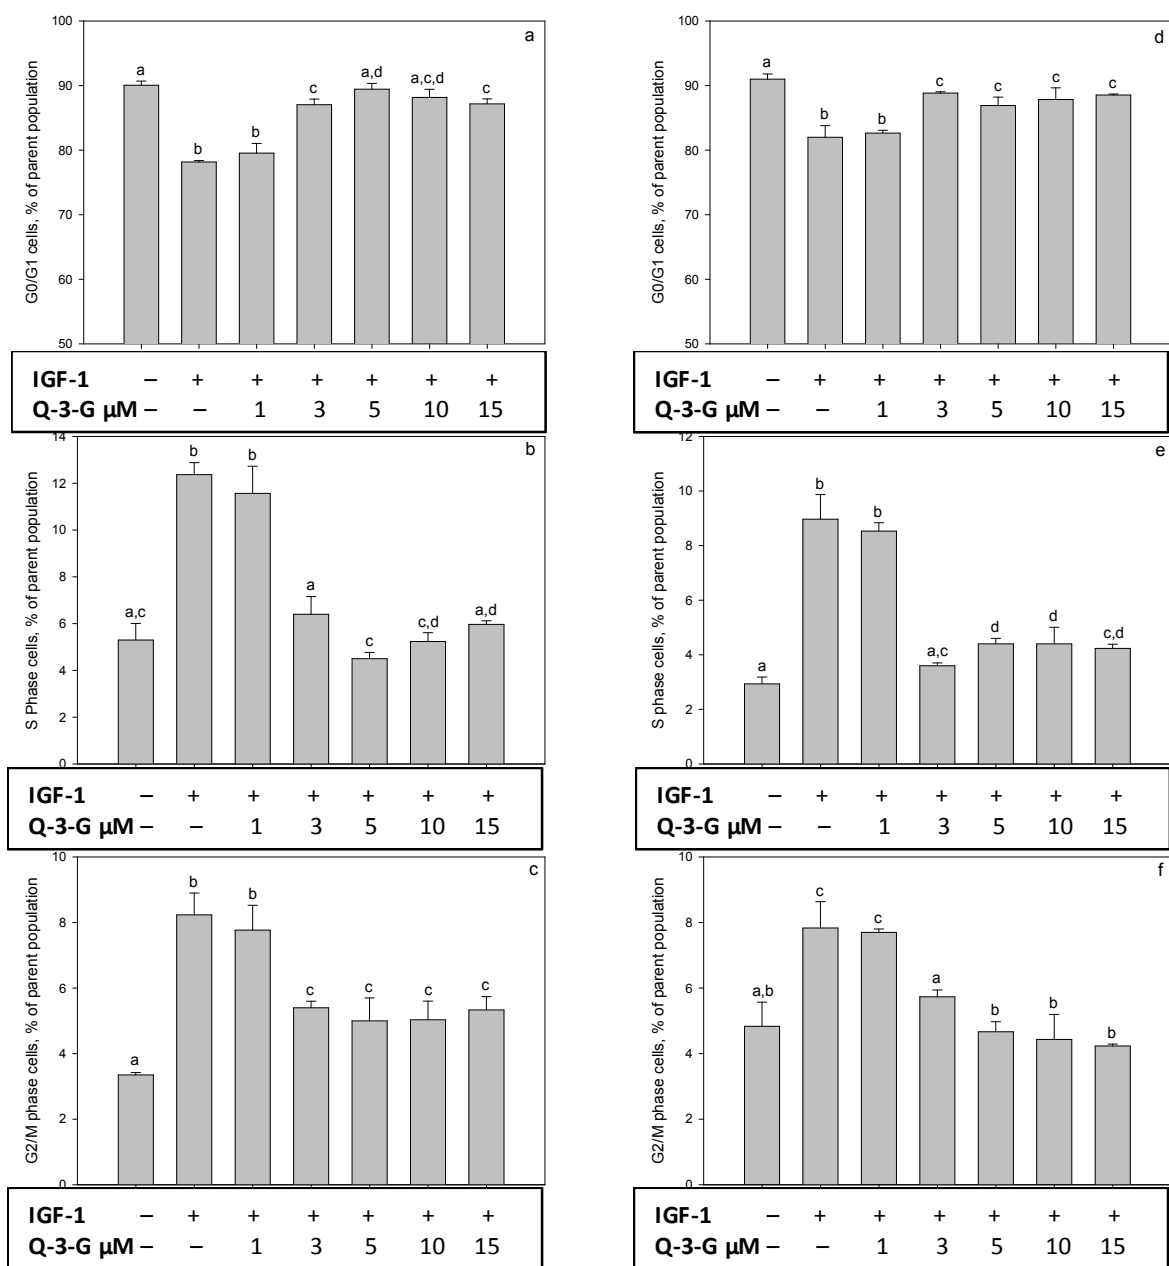 100
90
80
70
60
50
G0/G1 cells, % of parent population
a
a
b
b
c
a,d
a,c,d
c
IGF-1 – + + + + + +
Q-3-G μM – – 1 3 5 10 15
14
12
10
8
6
4
2
0
S Phase cells, % of parent population
b
a,c
b
b
a
c
c,d
a,d
IGF-1 – + + + + + +
Q-3-G μM – – 1 3 5 10 15
10
8
6
4
2
0
G2/M phase cells, % of parent population
c
a
b
b
c
c
c
c
IGF-1 – + + + + + +
Q-3-G μM – – 1 3 5 10 15
100
90
80
70
60
50
G0/G1 cells, % of parent population
d
a
b
b
c
c
c
c
IGF-1 – + + + + + +
Q-3-G μM – – 1 3 5 10 15
12
10
8
6
4
2
0
S phase cells, % of parent population
e
a
b
b
a,c
d
d
c,d
IGF-1 – + + + + + +
Q-3-G μM – – 1 3 5 10 15
10
8
6
4
2
0
G2/M phase cells, % of parent population
f
a,b
c
c
a
b
b
b
IGF-1 – + + + + + +
Q-3-G μM – – 1 3 5 10 15